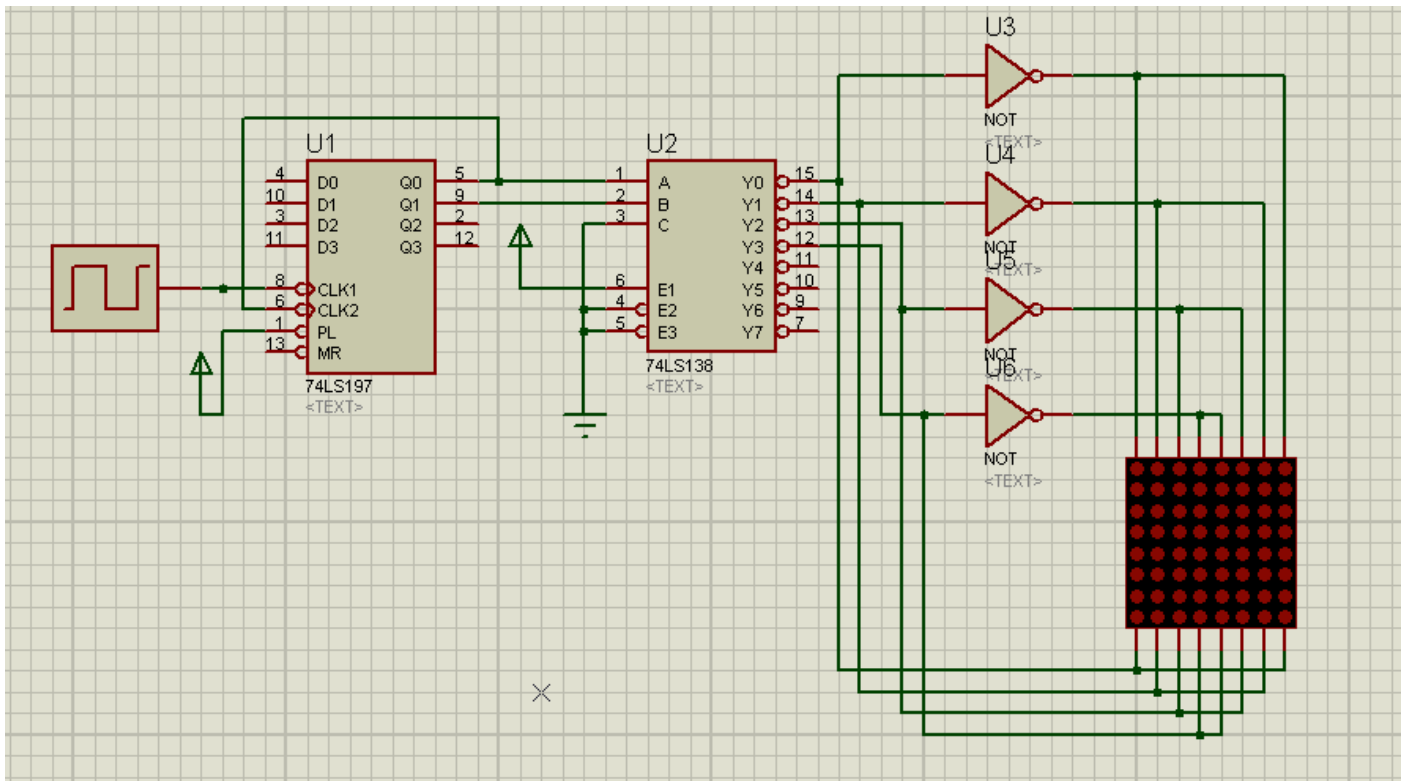 U3
NOT
<TEXT>
U4
NOT
<TEXT>
U5
NOT
<TEXT>
U6
NOT
<TEXT>
U1
4 D0 Q0 5
10 D1 Q1 9
3 D2 Q2 2
11 D3 Q3 12
8 CLK1
6 CLK2
1 PL
13 MR
74LS197
<TEXT>
U2
1 A Y0 15
2 B Y1 14
3 C Y2 13
Y3 12
Y4 11
6 E1 Y5 10
4 E2 Y6 9
5 E3 Y7 7
74LS138
<TEXT>